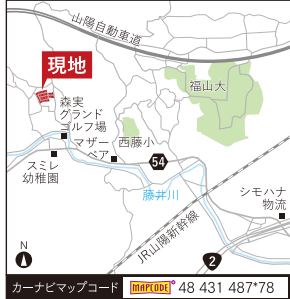 山陽自動車道
現地
福山大
森実
グランド
ゴルフ場
マザー
ベア
西藤小
54
スミレ
幼稚園
藤井川
シモハナ
物流
JR山陽新幹線
N
2
カーナビマップコード MAPCODE 48 431 487*78